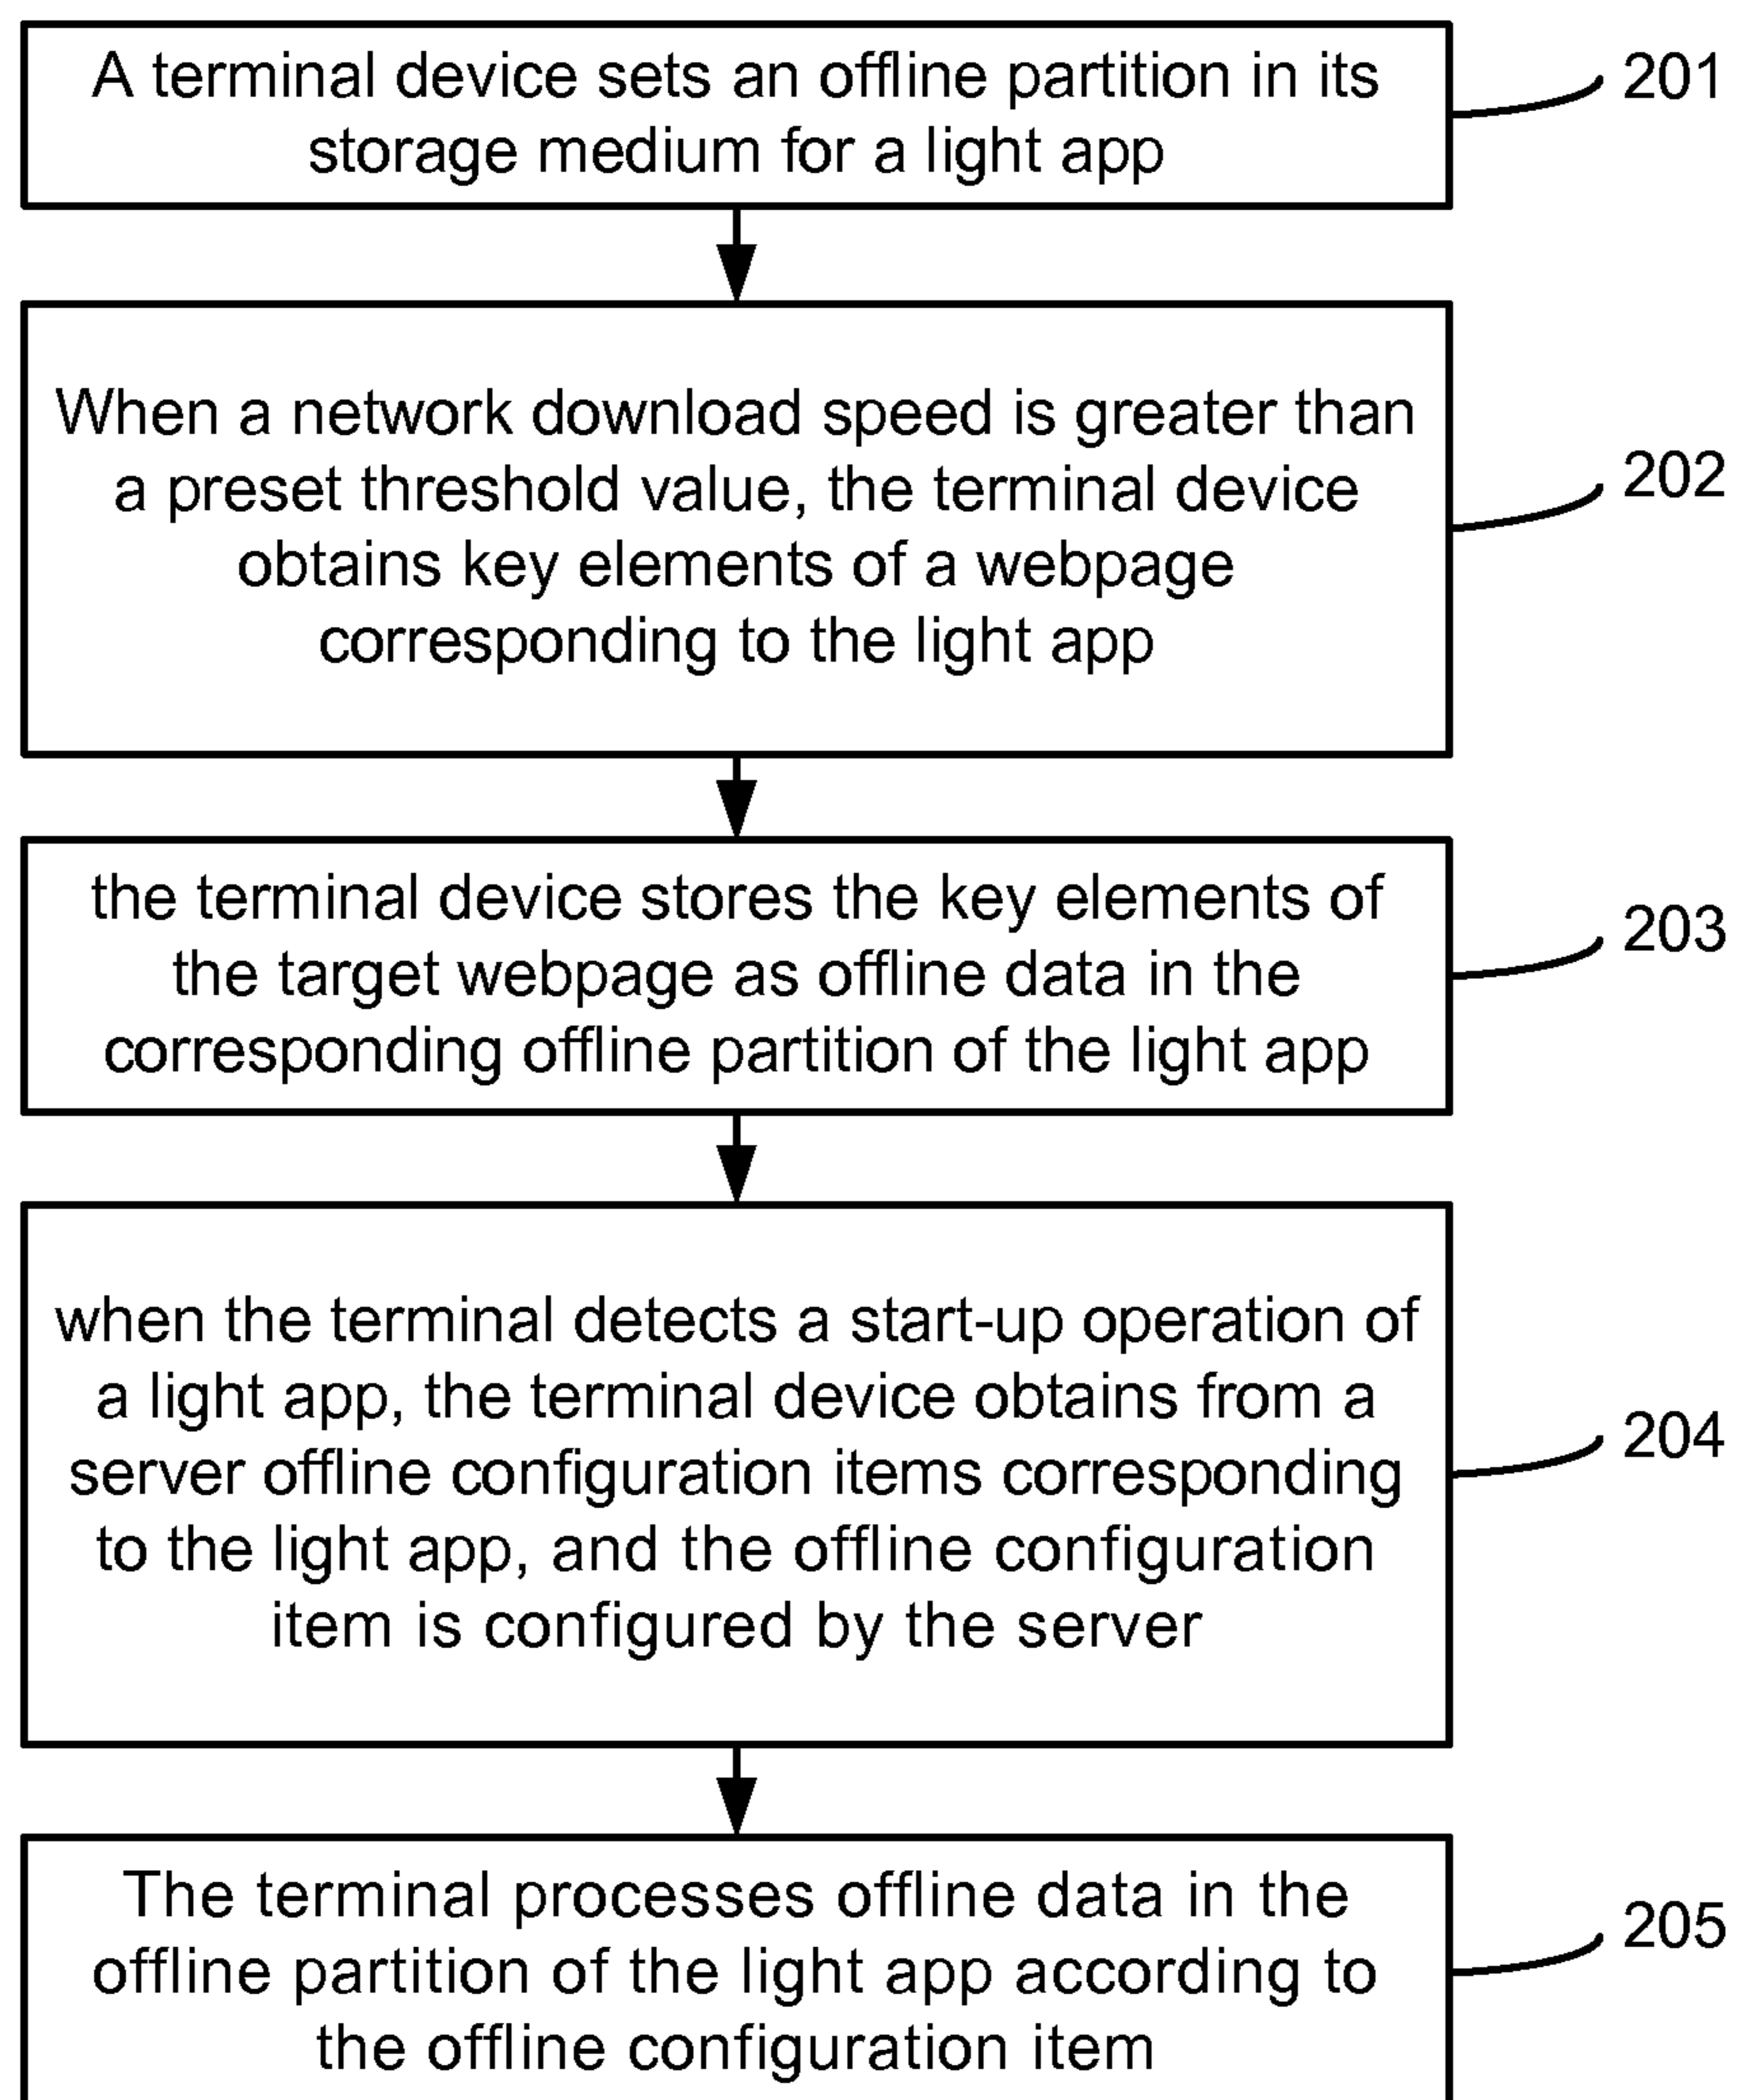 A terminal device sets an offline partition in its
storage medium for a light app
201
When a network download speed is greater than
a preset threshold value, the terminal device
obtains key elements of a webpage
corresponding to the light app
202
the terminal device stores the key elements of
the target webpage as offline data in the
corresponding offline partition of the light app
203
when the terminal detects a start-up operation of
a light app, the terminal device obtains from a
server offline configuration items corresponding
to the light app, and the offline configuration
item is configured by the server
204
The terminal processes offline data in the
offline partition of the light app according to
the offline configuration item
205